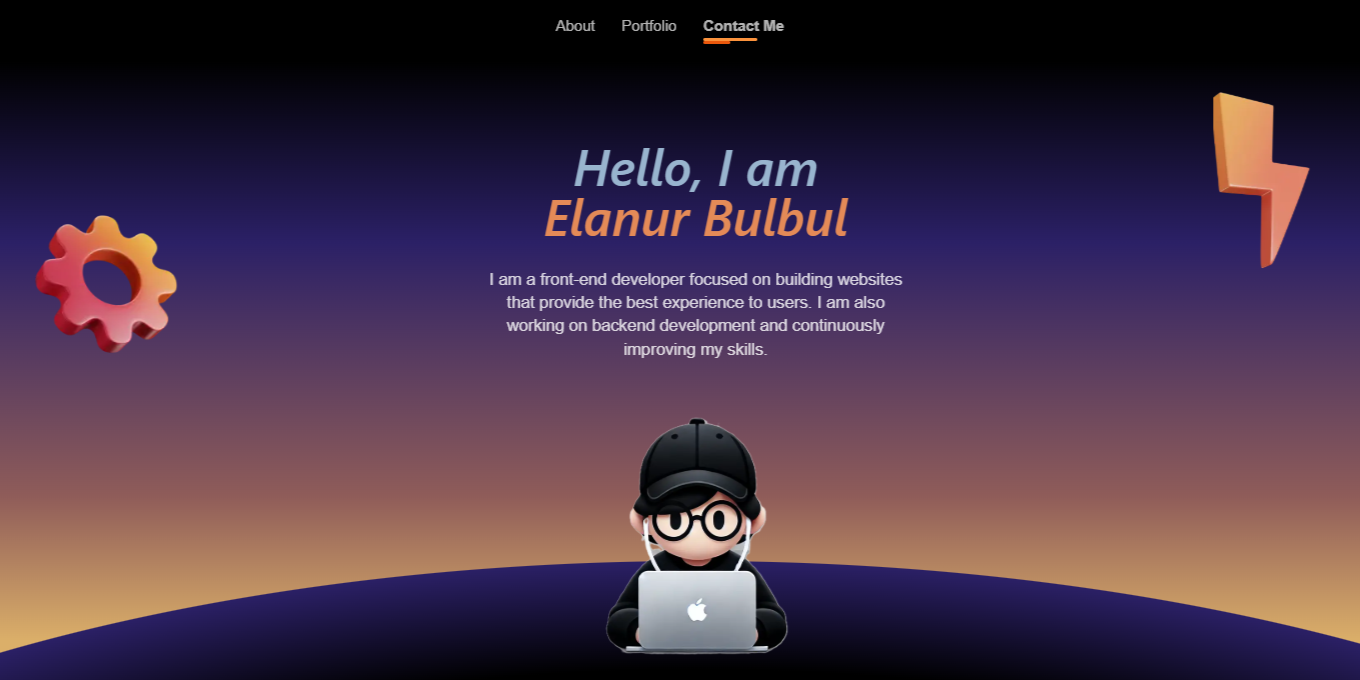 About Portfolio Contact Me
Hello, I am
Elanur Bulbul
I am a front-end developer focused on building websites
that provide the best experience to users. I am also
working on backend development and continuously
improving my skills.